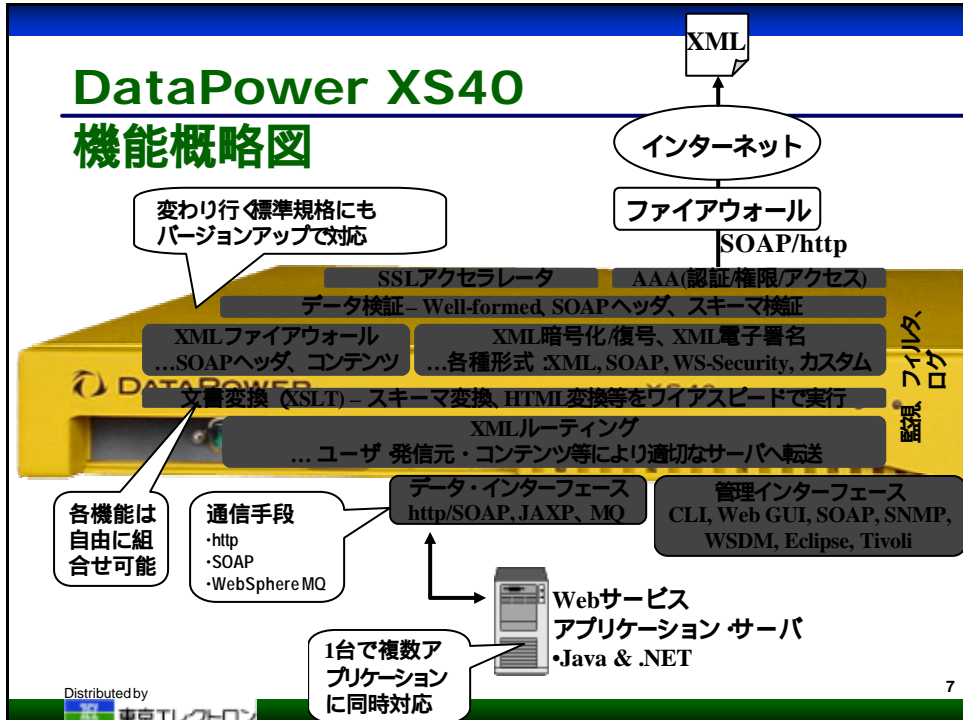 XML
DataPower XS40
機能概略図
インターネット
ファイアウォール
SOAP/http
変わり行く標準規格にも
バージョンアップで対応
SSLアクセラレータ
AAA(認証/権限/アクセス)
データ検証 – Well-formed, SOAPヘッダ、スキーマ検証
XMLファイアウォール
…SOAPヘッダ、コンテンツ
XML暗号化/復号、XML電子署名
…各種形式:XML, SOAP, WS-Security, カスタム
監視、フィルタ、
ログ
DATAPOWER
XS40
文書変換 (XSLT) – スキーマ変換、HTML変換等をワイアスピードで実行
XMLルーティング
… ユーザ・発信元・コンテンツ等により適切なサーバへ転送
データ・インターフェース
http/SOAP, JAXP、MQ
管理インターフェース
CLI, Web GUI, SOAP, SNMP,
WSDM, Eclipse, Tivoli
各機能は
自由に組
合せ可能
通信手段
・http
・SOAP
・WebSphere MQ
Webサービス
アプリケーション・サーバ
•Java & .NET
1台で複数ア
プリケーション
に同時対応
Distributed by
東京エレクトロン
7